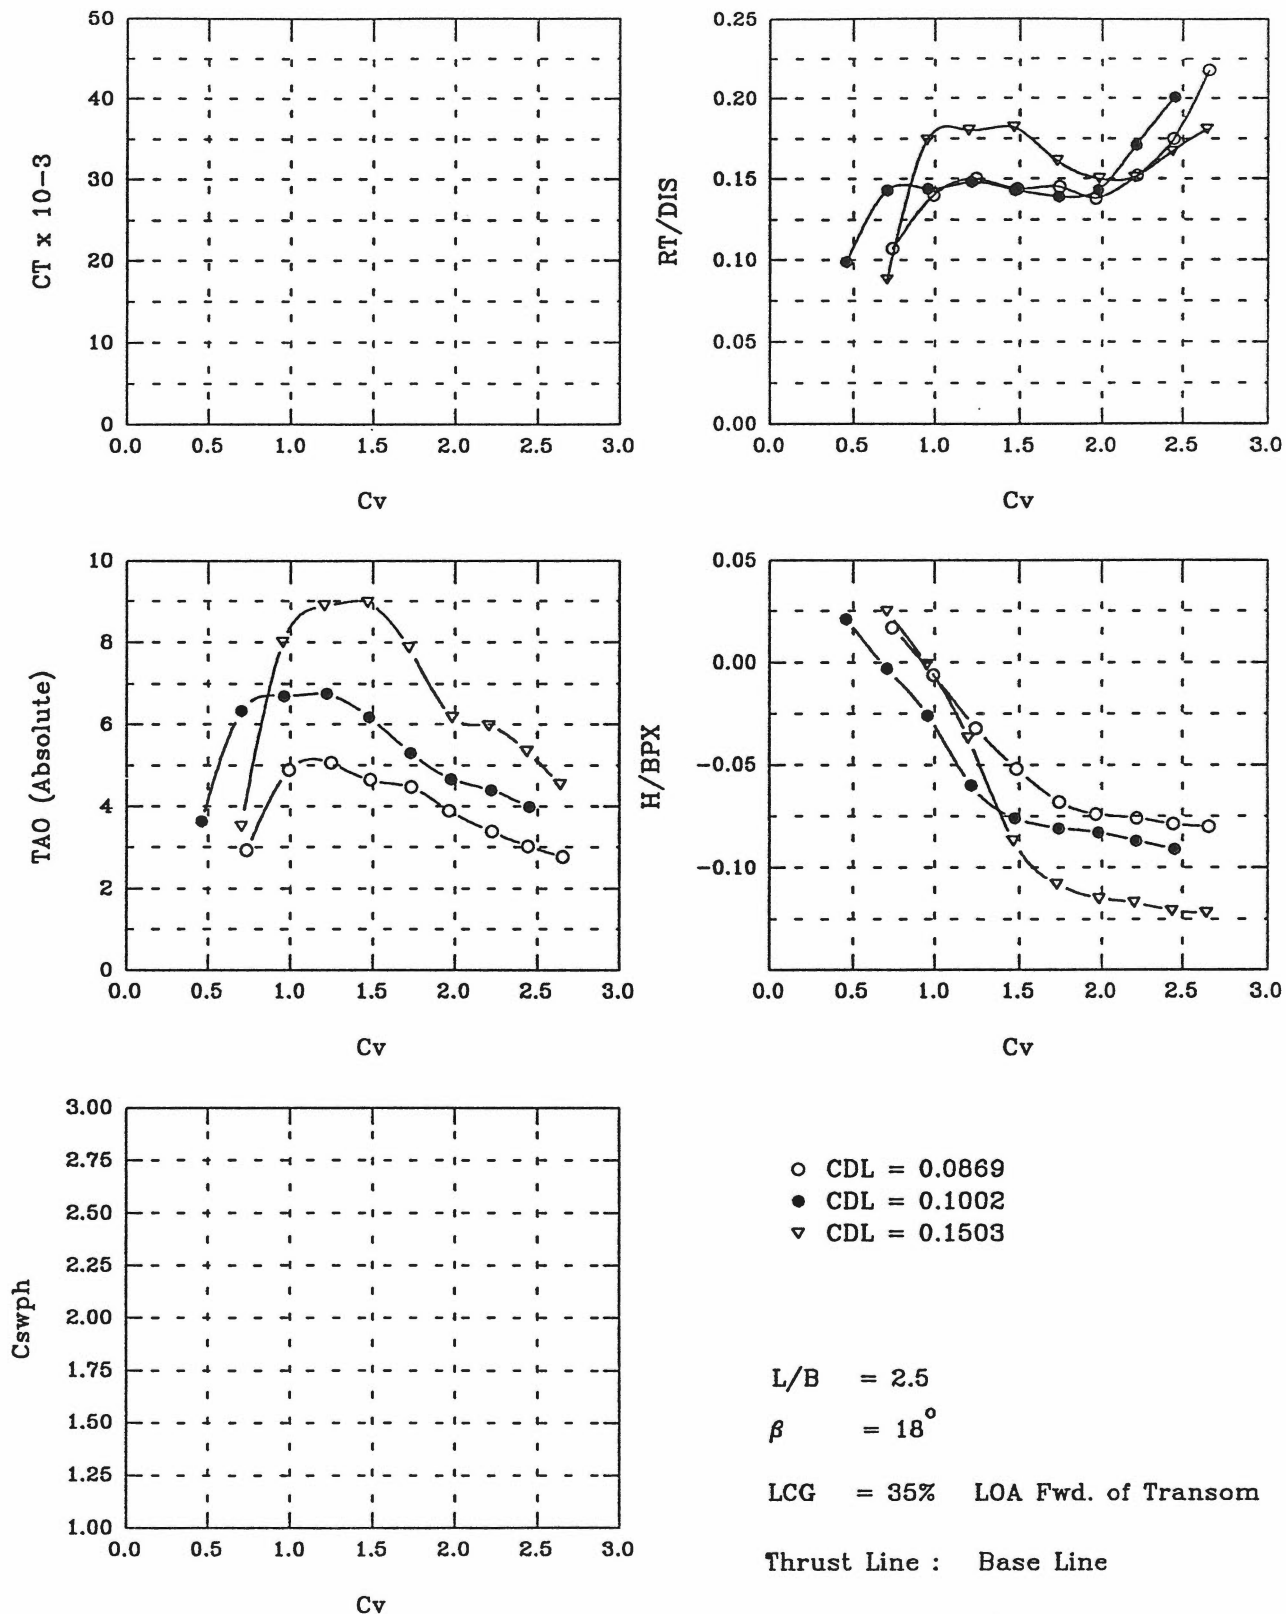 50
40
30
20
10
0
CT x 10-3
0.0 0.5 1.0 1.5 2.0 2.5 3.0
Cv
0.25
0.20
0.15
0.10
0.05
0.00
RT/DIS
0.0 0.5 1.0 1.5 2.0 2.5 3.0
Cv
10
8
6
4
2
0
TAO (Absolute)
0.0 0.5 1.0 1.5 2.0 2.5 3.0
Cv
0.05
0.00
-0.05
-0.10
H/BPX
0.0 0.5 1.0 1.5 2.0 2.5 3.0
Cv
3.00
2.75
2.50
2.25
2.00
1.75
1.50
1.25
1.00
Cswph
0.0 0.5 1.0 1.5 2.0 2.5 3.0
Cv
CDL = 0.0869
CDL = 0.1002
CDL = 0.1503
L/B = 2.5
β = 18°
LCG = 35% LOA Fwd. of Transom
Thrust Line : Base Line